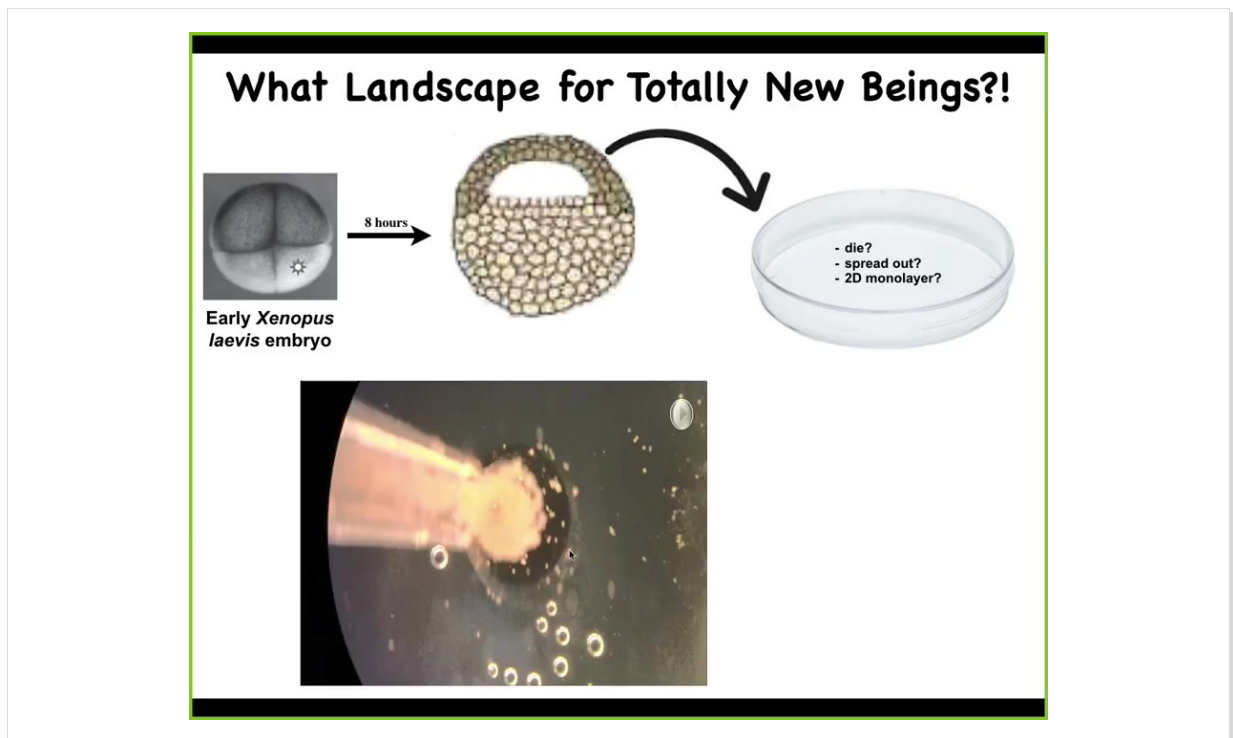 What Landscape for Totally New Beings?!
8 hours
- die?
- spread out?
- 2D monolayer?
Early Xenopus
laevis embryo